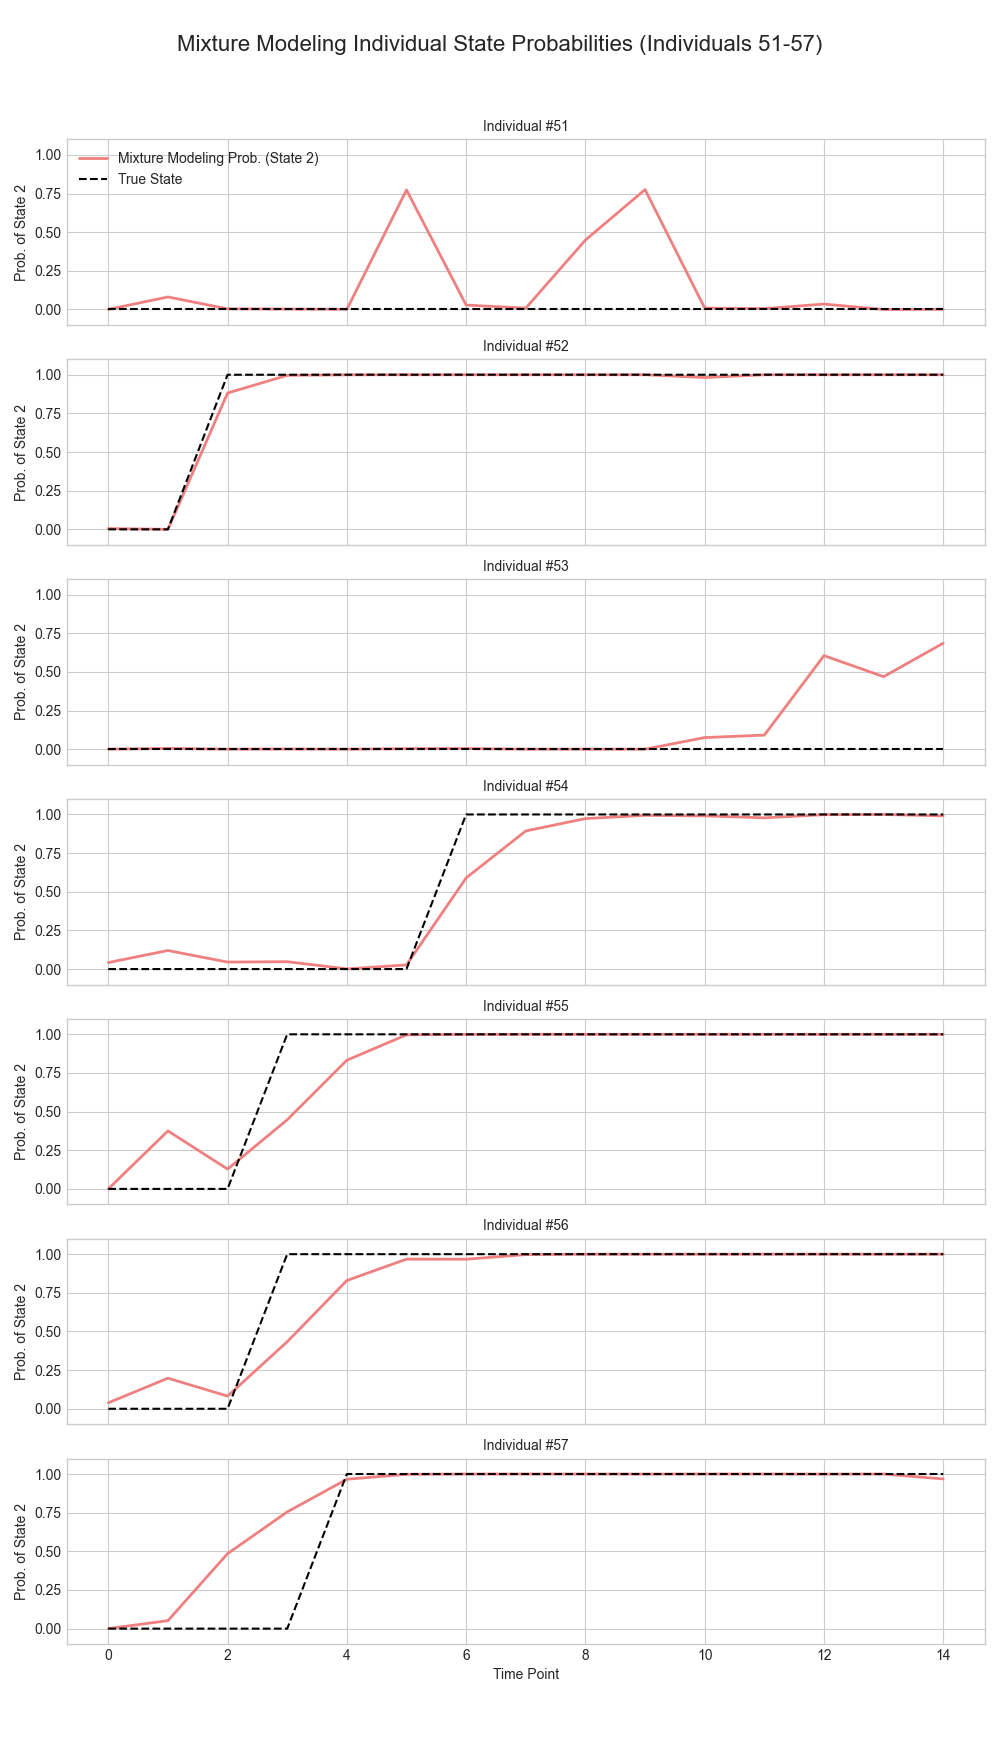 Mixture Modeling Individual State Probabilities (Individuals 51-57)
Individual #51
Mixture Modeling Prob. (State 2)
True State
1.00
0.75
0.50
0.25
0.00
Prob. of State 2
Individual #52
1.00
0.75
0.50
0.25
0.00
Prob. of State 2
Individual #53
1.00
0.75
0.50
0.25
0.00
Prob. of State 2
Individual #54
1.00
0.75
0.50
0.25
0.00
Prob. of State 2
Individual #55
1.00
0.75
0.50
0.25
0.00
Prob. of State 2
Individual #56
1.00
0.75
0.50
0.25
0.00
Prob. of State 2
Individual #57
1.00
0.75
0.50
0.25
0.00
Prob. of State 2
0 2 4 6 8 10 12 14
Time Point